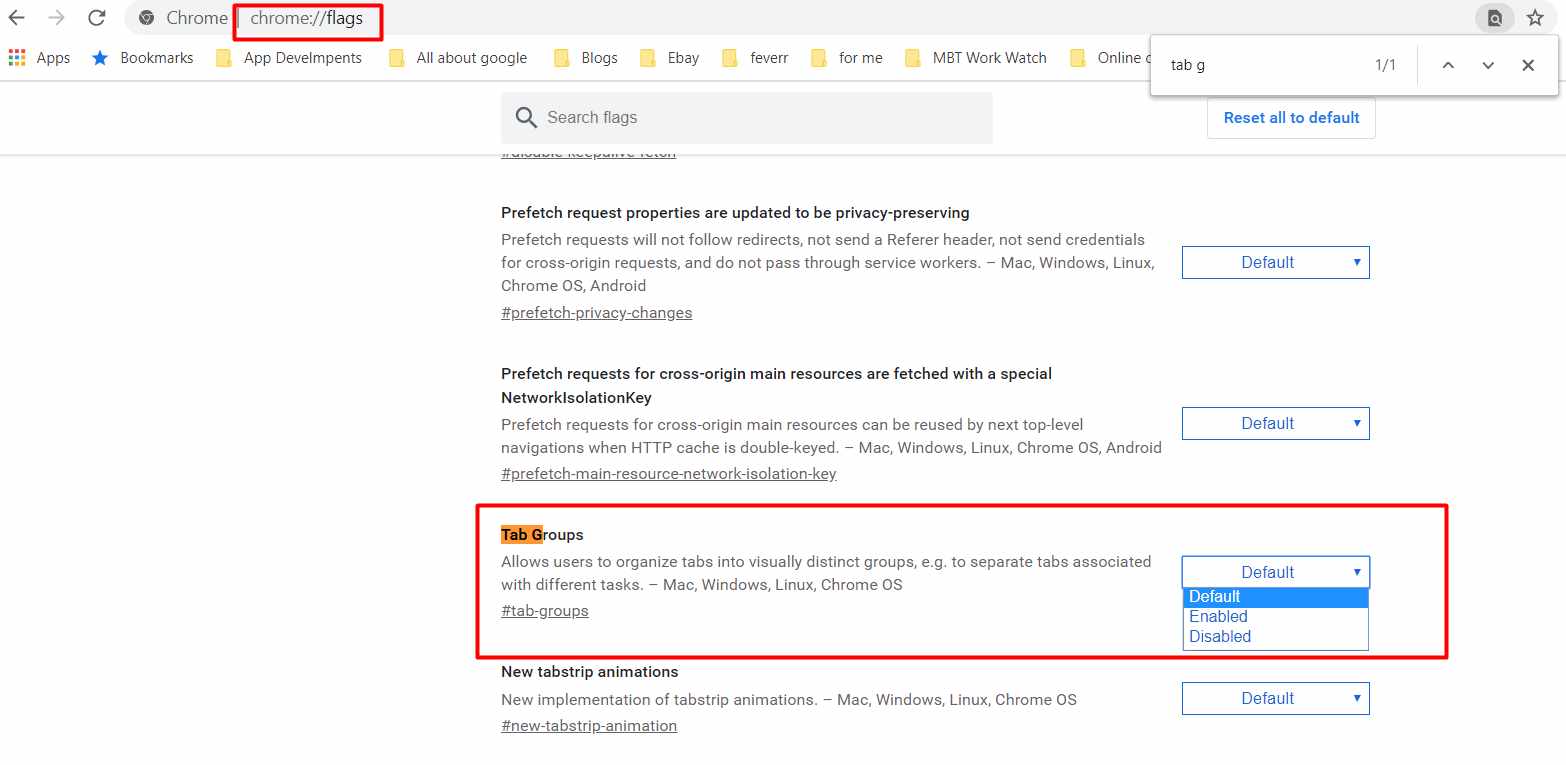 Chrome | chrome://flags
Apps Bookmarks App Develmpents All about google Blogs Ebay feverr for me MBT Work Watch Online
tab g 1/1
Search flags
Reset all to default
#disable-keepalive-fetch
Prefetch request properties are updated to be privacy-preserving
Prefetch requests will not follow redirects, not send a Referer header, not send credentials
for cross-origin requests, and do not pass through service workers. – Mac, Windows, Linux,
Chrome OS, Android
#prefetch-privacy-changes
Default
Prefetch requests for cross-origin main resources are fetched with a special
NetworkIsolationKey
Prefetch requests for cross-origin main resources can be reused by next top-level
navigations when HTTP cache is double-keyed. – Mac, Windows, Linux, Chrome OS, Android
#prefetch-main-resource-network-isolation-key
Default
Tab Groups
Allows users to organize tabs into visually distinct groups, e.g. to separate tabs associated
with different tasks. – Mac, Windows, Linux, Chrome OS
#tab-groups
Default
Default
Enabled
Disabled
New tabstrip animations
New implementation of tabstrip animations. – Mac, Windows, Linux, Chrome OS
#new-tabstrip-animation
Default